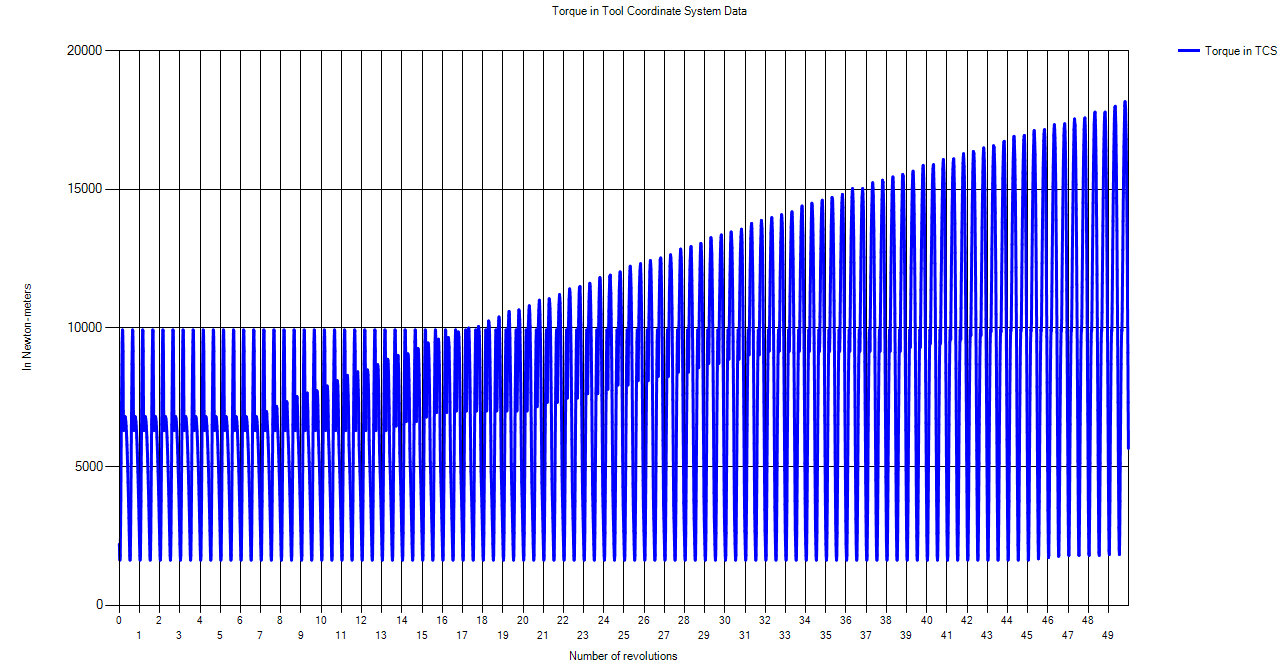 Torque in Tool Coordinate System Data
20000
15000
10000
5000
0
In Newton-meters
Torque in TCS
0 2 4 6 8 10 12 14 16 18 20 22 24 26 28 30 32 34 36 38 40 42 44 46 48
1 3 5 7 9 11 13 15 17 19 21 23 25 27 29 31 33 35 37 39 41 43 45 47 49
Number of revolutions